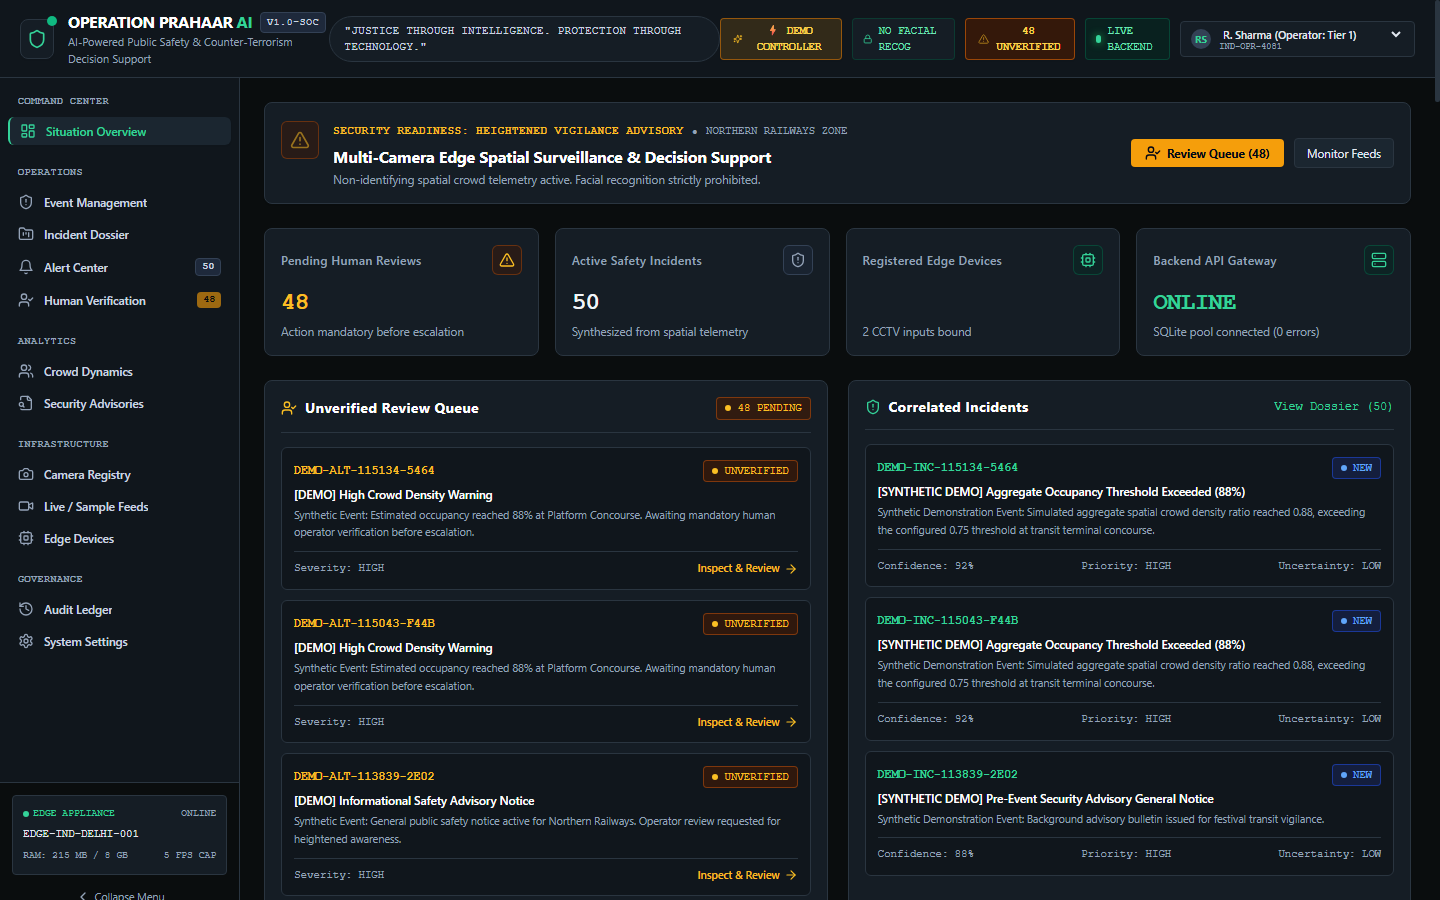 OPERATION PRAHAAR AI
V1.0-SOC
AI-Powered Public Safety & Counter-Terrorism
Decision Support
"JUSTICE THROUGH INTELLIGENCE. PROTECTION THROUGH
TECHNOLOGY."
DEMO
CONTROLLER
NO FACIAL
RECOG
48
UNVERIFIED
LIVE
BACKEND
RS
R. Sharma (Operator: Tier 1)
IND-OPR-4081
COMMAND CENTER
Situation Overview
OPERATIONS
Event Management
Incident Dossier
Alert Center 50
Human Verification 48
ANALYTICS
Crowd Dynamics
Security Advisories
INFRASTRUCTURE
Camera Registry
Live / Sample Feeds
Edge Devices
GOVERNANCE
Audit Ledger
System Settings
EDGE APPLIANCE ONLINE
EDGE-IND-DELHI-001
RAM: 215 MB / 8 GB 5 FPS CAP
Collapse Menu
SECURITY READINESS: HEIGHTENED VIGILANCE ADVISORY • NORTHERN RAILWAYS ZONE
Multi-Camera Edge Spatial Surveillance & Decision Support
Non-identifying spatial crowd telemetry active. Facial recognition strictly prohibited.
Review Queue (48)
Monitor Feeds
Pending Human Reviews
48
Action mandatory before escalation
Active Safety Incidents
50
Synthesized from spatial telemetry
Registered Edge Devices
2 CCTV inputs bound
Backend API Gateway
ONLINE
SQLite pool connected (0 errors)
Unverified Review Queue
48 PENDING
DEMO-ALT-115134-5464
UNVERIFIED
[DEMO] High Crowd Density Warning
Synthetic Event: Estimated occupancy reached 88% at Platform Concourse. Awaiting mandatory human
operator verification before escalation.
Severity: HIGH
Inspect & Review →
DEMO-ALT-115043-F44B
UNVERIFIED
[DEMO] High Crowd Density Warning
Synthetic Event: Estimated occupancy reached 88% at Platform Concourse. Awaiting mandatory human
operator verification before escalation.
Severity: HIGH
Inspect & Review →
DEMO-ALT-113839-2E02
UNVERIFIED
[DEMO] Informational Safety Advisory Notice
Synthetic Event: General public safety notice active for Northern Railways. Operator review requested for
heightened awareness.
Severity: HIGH
Inspect & Review →
Correlated Incidents
View Dossier (50)
DEMO-INC-115134-5464
NEW
[SYNTHETIC DEMO] Aggregate Occupancy Threshold Exceeded (88%)
Synthetic Demonstration Event: Simulated aggregate spatial crowd density ratio reached 0.88, exceeding
the configured 0.75 threshold at transit terminal concourse.
Confidence: 92% Priority: HIGH Uncertainty: LOW
DEMO-INC-115043-F44B
NEW
[SYNTHETIC DEMO] Aggregate Occupancy Threshold Exceeded (88%)
Synthetic Demonstration Event: Simulated aggregate spatial crowd density ratio reached 0.88, exceeding
the configured 0.75 threshold at transit terminal concourse.
Confidence: 92% Priority: HIGH Uncertainty: LOW
DEMO-INC-113839-2E02
NEW
[SYNTHETIC DEMO] Pre-Event Security Advisory General Notice
Synthetic Demonstration Event: Background advisory bulletin issued for festival transit vigilance.
Confidence: 88% Priority: HIGH Uncertainty: LOW